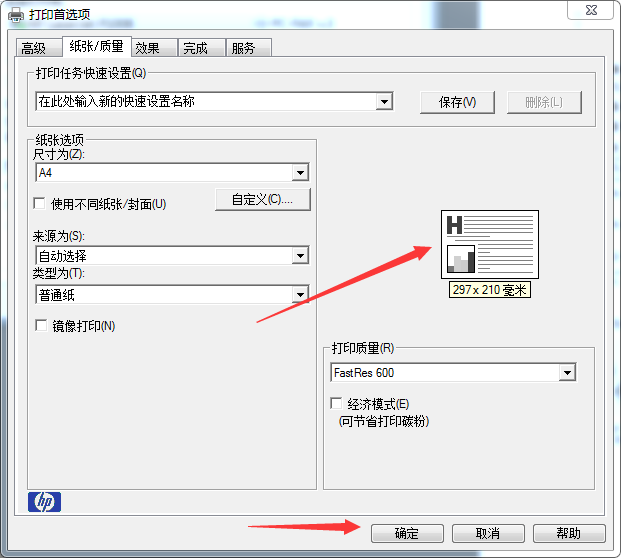 打印首选项
高级
纸张/质量
效果
完成
服务
打印任务快速设置(Q)
在此处输入新的快速设置名称
保存(V)
删除(L)
纸张选项
尺寸为(Z):
A4
使用不同纸张/封面(U)
自定义(C)....
来源为(S):
自动选择
类型为(T):
普通纸
镜像打印(N)
H
297 x 210 毫米
打印质量(R)
FastRes 600
经济模式(E)
(可节省打印碳粉)
hp
确定
取消
帮助